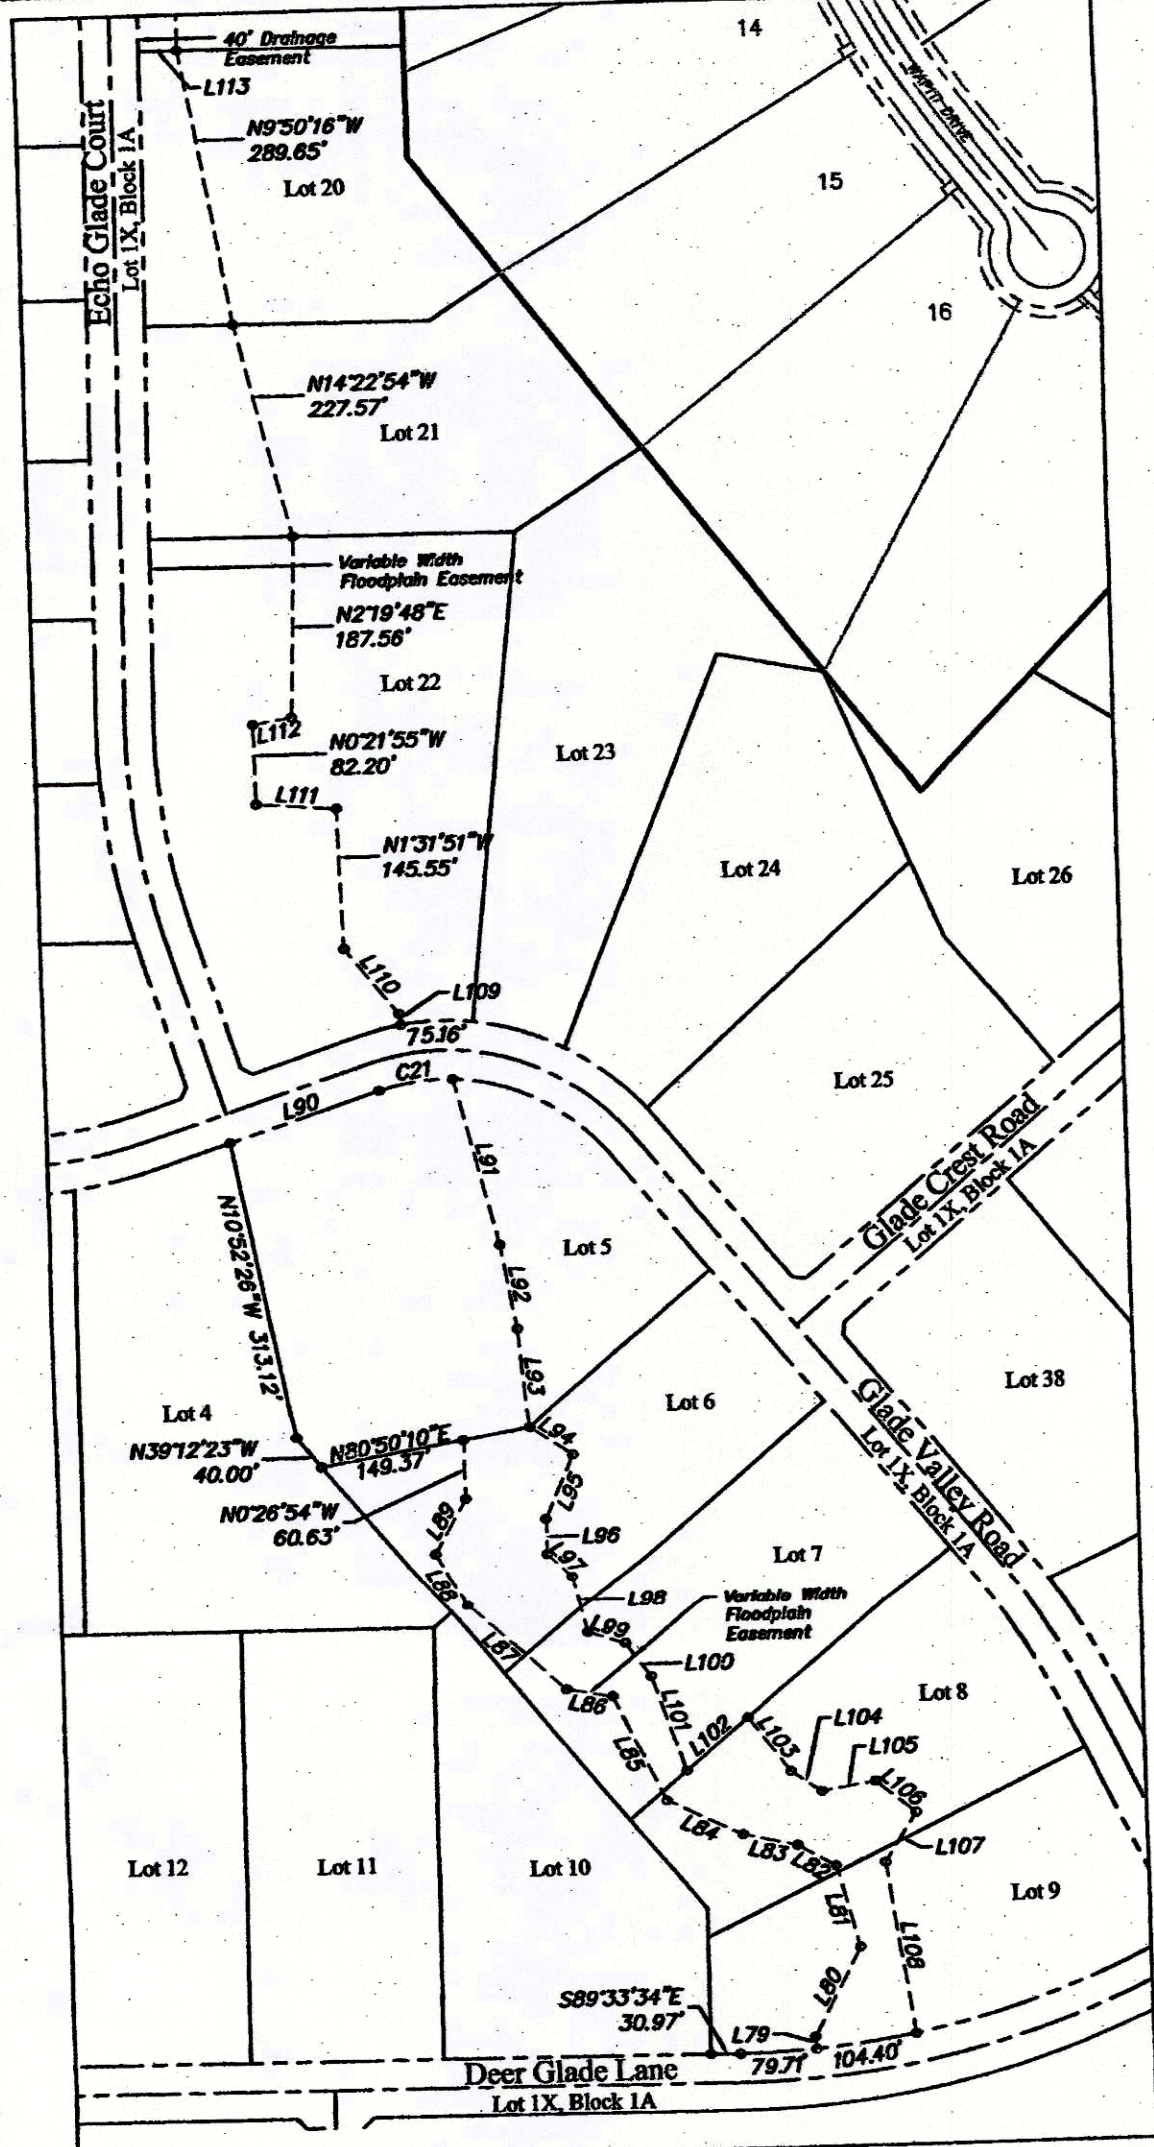 40' Drainage
Easement
L113
N9°50'16"W
289.65'
Lot 20
Echo Glade Court
Lot 1X, Block 1A
14
WAPITI DRIVE
15
16
N14°22'54"W
227.57'
Lot 21
Variable Width
Floodplain Easement
N2°19'48"E
187.56'
Lot 22
L112
N0°21'55"W
82.20'
L111
N1°31'51"W
145.55'
Lot 23
Lot 24
Lot 26
L110
L109
75.16'
C21
L90
Lot 25
Glade Crest Road
Lot 1X, Block 1A
L91
N10°52'26"W 313.12'
Lot 5
L92
L93
Lot 4
Lot 6
Lot 38
Glade Valley Road
Lot 1X, Block 1A
N39°12'23"W
40.00'
N80°50'10"E
149.37'
L94
N0°26'54"W
60.63'
L95
L89
L96
L97
Lot 7
L88
L98
Variable Width
Floodplain
Easement
L99
L87
L100
L86
L101
L102
Lot 8
L103
L104
L85
L105
L106
L84
L83
L82
L107
Lot 12
Lot 11
Lot 10
Lot 9
L81
L108
L80
S89°33'34"E
30.97'
L79
79.71'
104.40'
Deer Glade Lane
Lot 1X, Block 1A